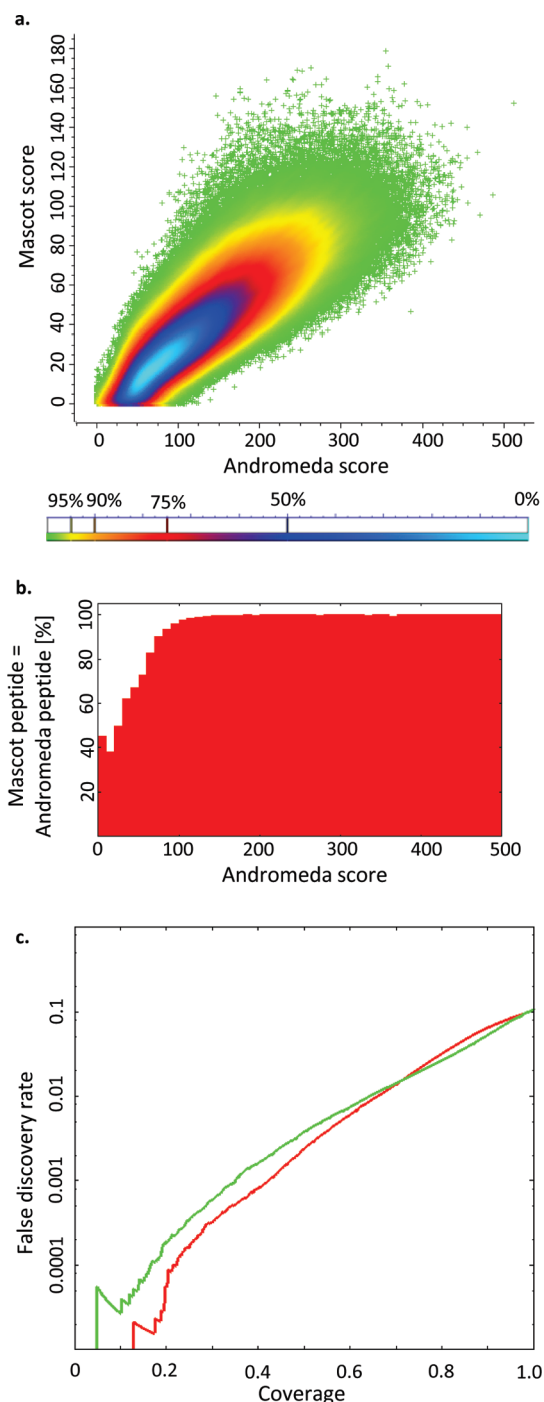 a.
Mascot score
180
160
140
120
100
80
60
40
20
0
0 100 200 300 400 500
Andromeda score
95% 90% 75% 50% 0%
b.
Mascot peptide =
Andromeda peptide [%]
100
80
60
40
20
0 100 200 300 400 500
Andromeda score
c.
False discovery rate
0.1
0.01
0.001
0.0001
0 0.2 0.4 0.6 0.8 1.0
Coverage